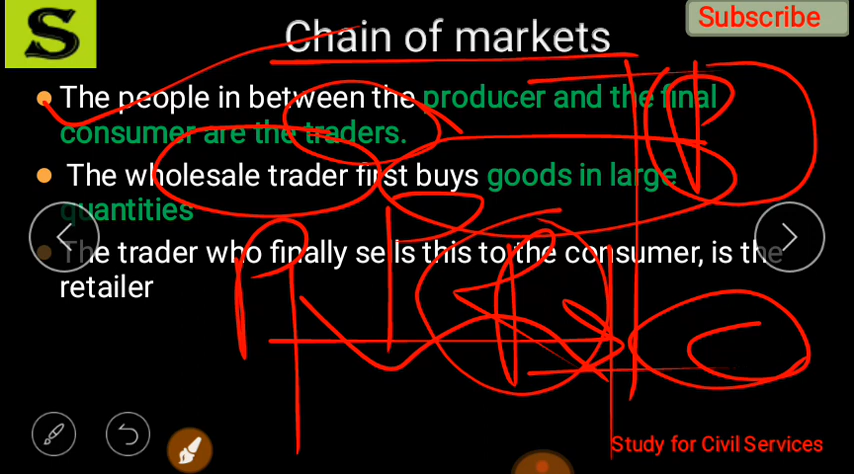 S
Subscribe
Chain of markets
The people in between the producer and the final
consumer are the traders.
The wholesale trader first buys goods in large
quantities
The trader who finally sells this to the consumer, is the
retailer
Study for Civil Services